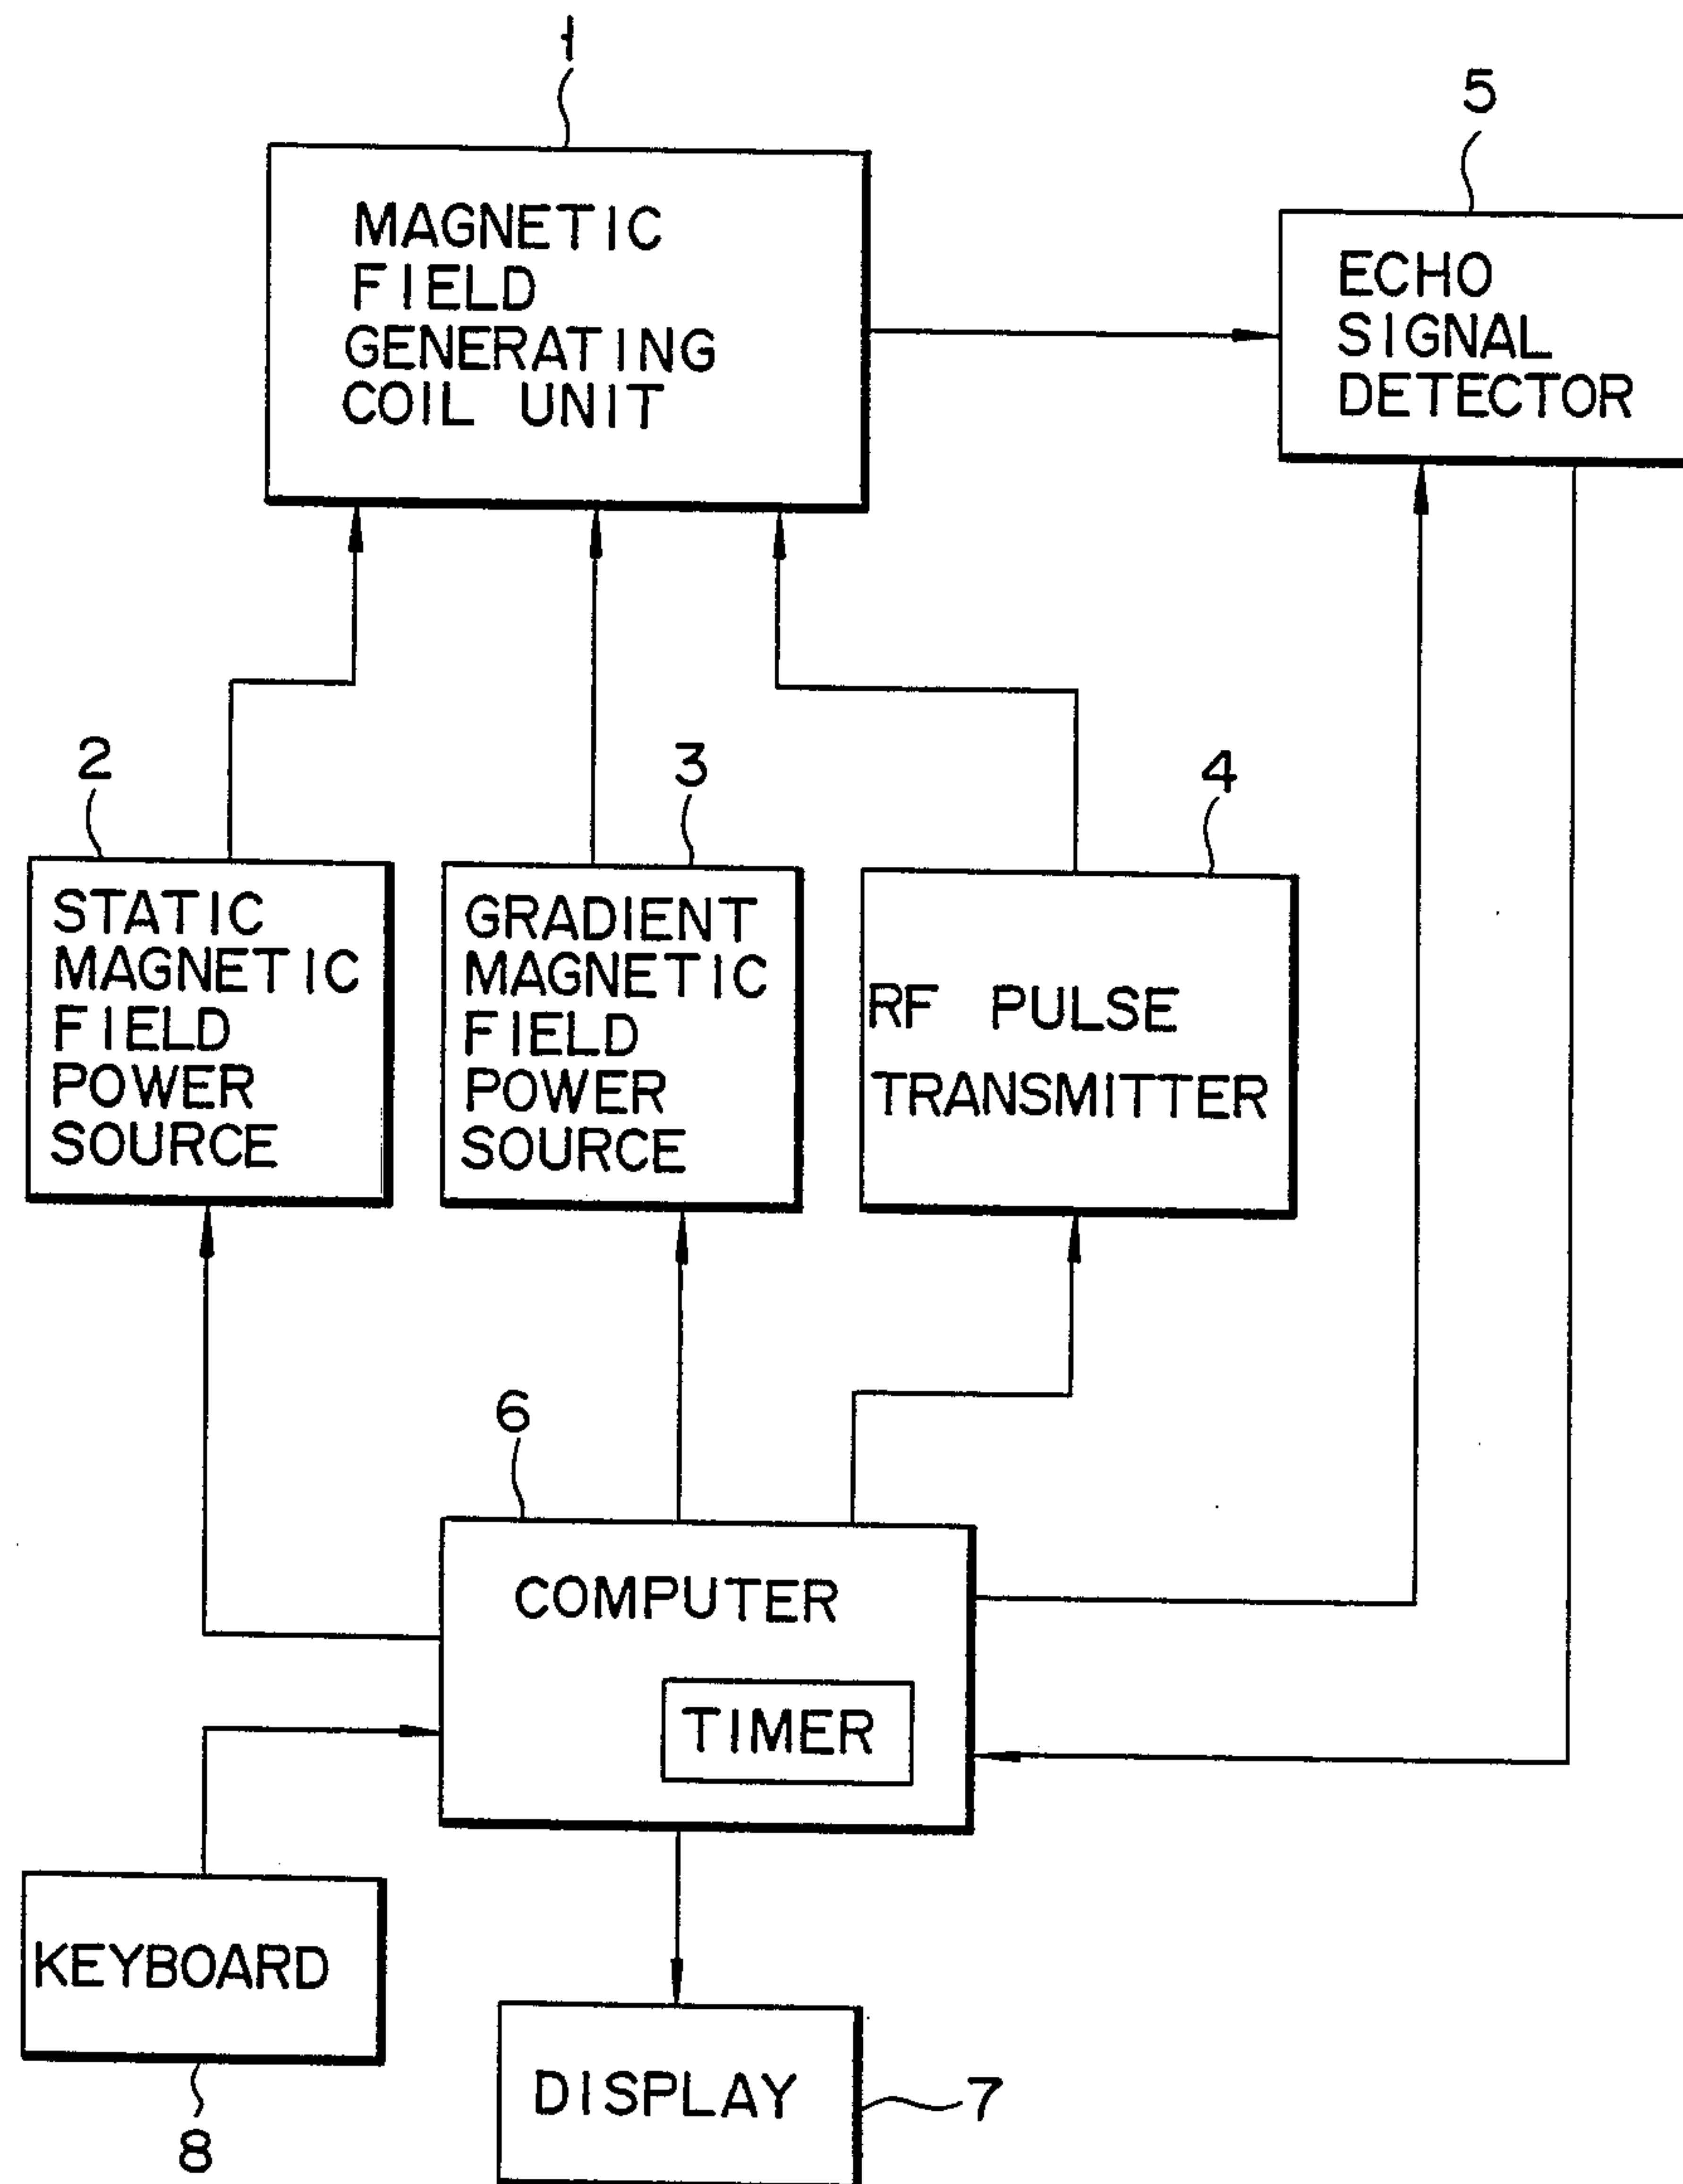 1
5
MAGNETIC
FIELD
GENERATING
COIL UNIT
ECHO
SIGNAL
DETECTOR
2
3
4
STATIC
MAGNETIC
FIELD
POWER
SOURCE
GRADIENT
MAGNETIC
FIELD
POWER
SOURCE
RF PULSE
TRANSMITTER
6
COMPUTER
TIMER
KEYBOARD
8
DISPLAY
7